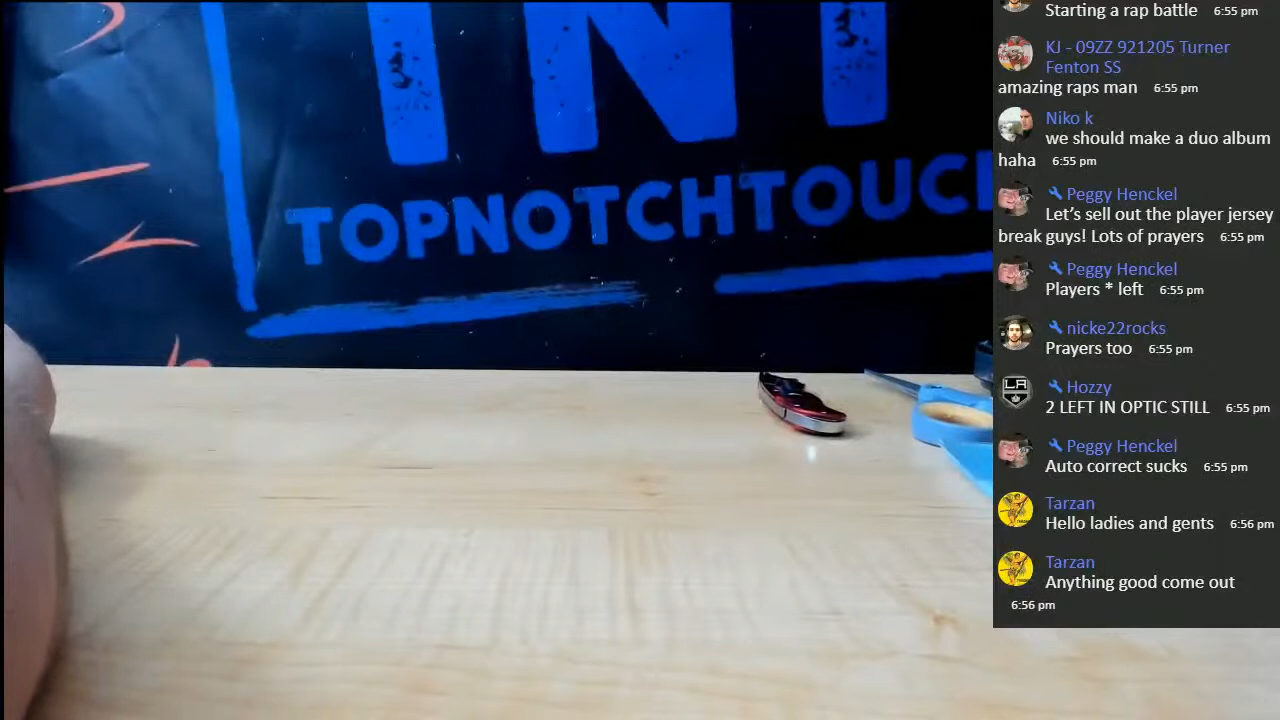 TNT
TOPNOTCHTOUC
Starting a rap battle 6:55 pm
KJ - 09ZZ 921205 Turner
Fenton SS
amazing raps man 6:55 pm
Niko k
we should make a duo album
haha 6:55 pm
Peggy Henckel
Let's sell out the player jersey
break guys! Lots of prayers 6:55 pm
Peggy Henckel
Players * left 6:55 pm
nicke22rocks
Prayers too 6:55 pm
LA
Hozzy
2 LEFT IN OPTIC STILL 6:55 pm
Peggy Henckel
Auto correct sucks 6:55 pm
Tarzan
Hello ladies and gents 6:56 pm
Tarzan
Anything good come out
6:56 pm